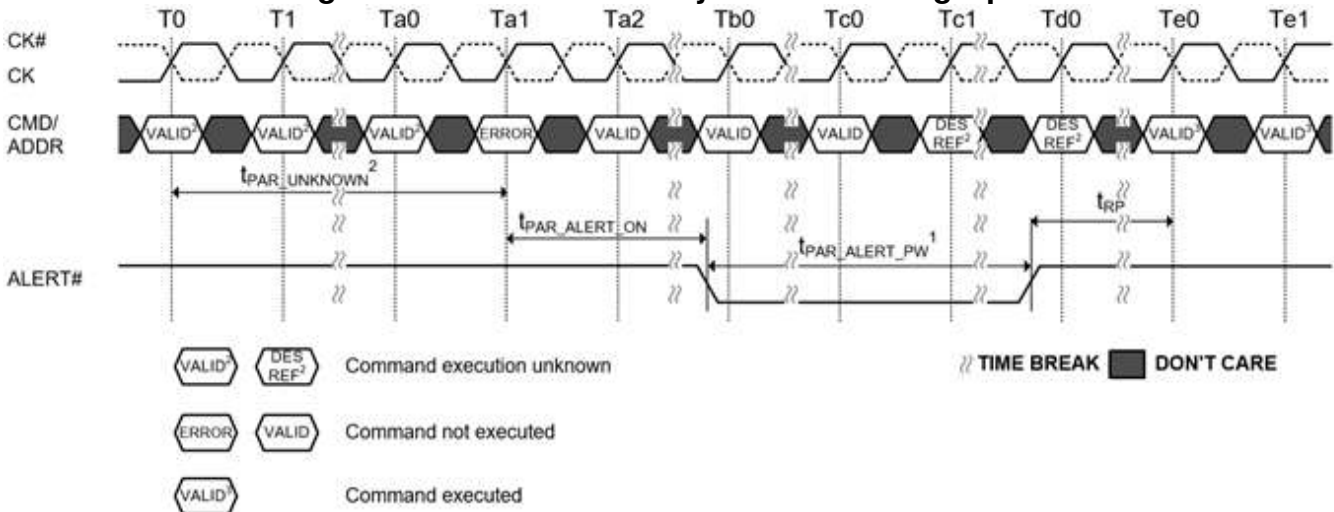 T0 T1 Ta0 Ta1 Ta2 Tb0 Tc0 Tc1 Td0 Te0 Te1
CK#
CK
CMD/
ADDR
VALID² VALID² VALID² ERROR VALID VALID VALID DES REF² DES REF² VALID³ VALID³
tPAR_UNKNOWN²
tPAR_ALERT_ON
tPAR_ALERT_PW¹
tRP
ALERT#
VALID² DES REF² Command execution unknown
TIME BREAK DON'T CARE
ERROR VALID Command not executed
VALID³ Command executed